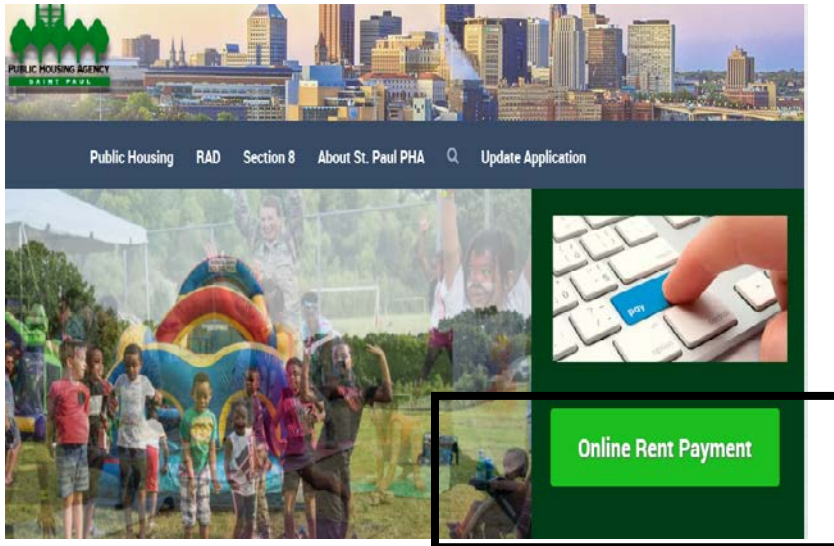 PUBLIC HOUSING AGENCY
SAINT PAUL
Public Housing RAD Section 8 About St. Paul PHA Update Application
pay
option
Online Rent Payment